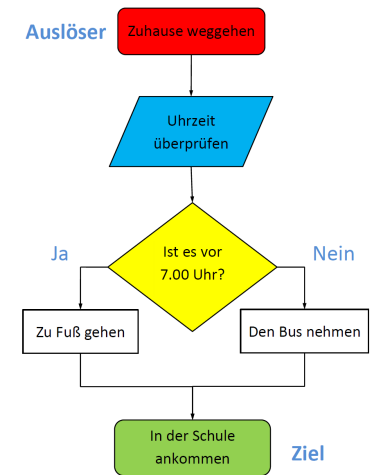 Auslöser
Zuhause weggehen
Uhrzeit
überprüfen
Ist es vor
7.00 Uhr?
Ja
Nein
Zu Fuß gehen
Den Bus nehmen
In der Schule
ankommen
Ziel